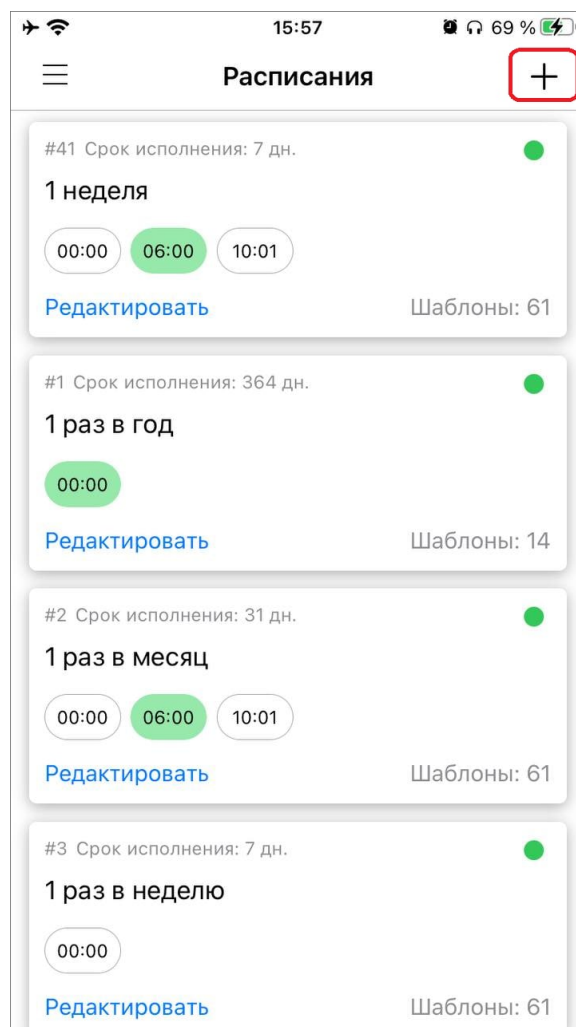 15:57 69 %
Расписания
#41 Срок исполнения: 7 дн.
1 неделя
00:00 06:00 10:01
Редактировать Шаблоны: 61
#1 Срок исполнения: 364 дн.
1 раз в год
00:00
Редактировать Шаблоны: 14
#2 Срок исполнения: 31 дн.
1 раз в месяц
00:00 06:00 10:01
Редактировать Шаблоны: 61
#3 Срок исполнения: 7 дн.
1 раз в неделю
00:00
Редактировать Шаблоны: 61